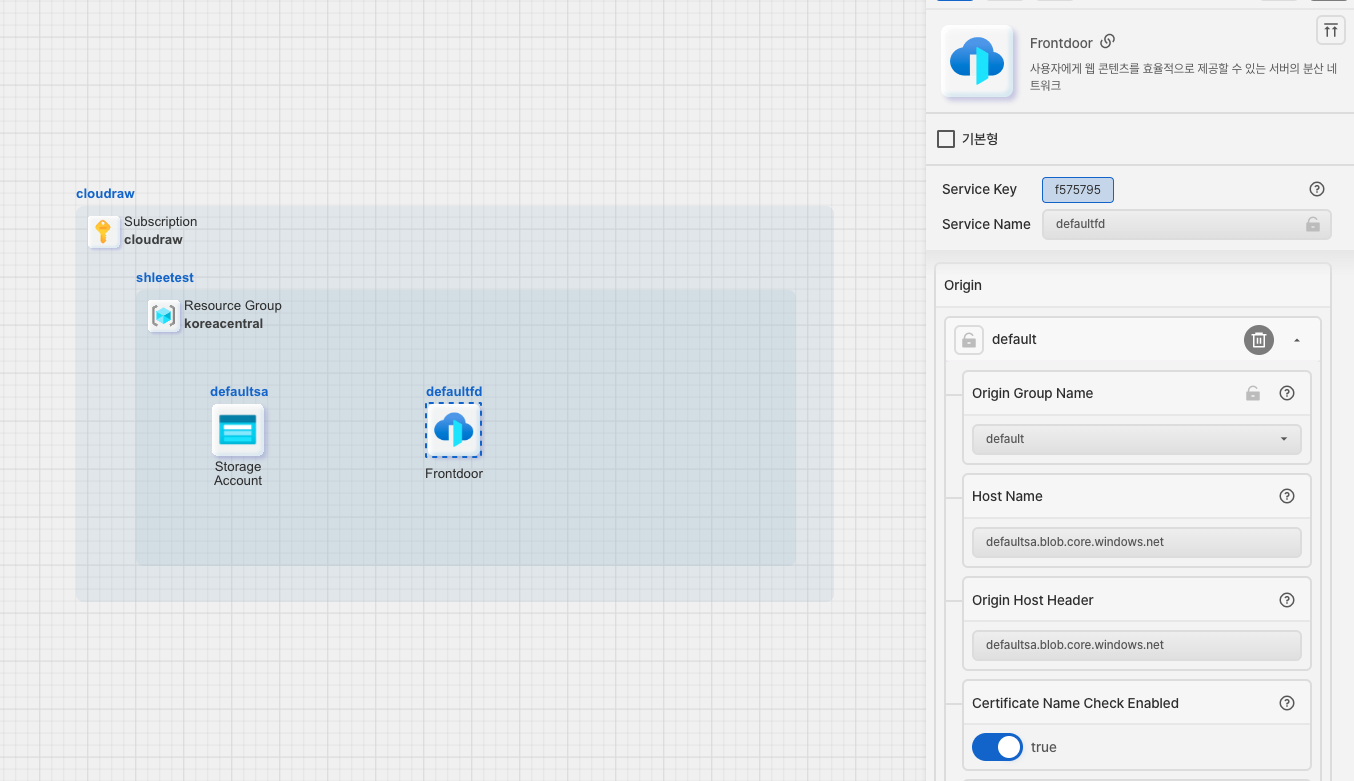 cloudraw
Subscription
cloudraw
shleetest
Resource Group
koreacentral
defaultsa
Storage
Account
defaultfd
Frontdoor
Frontdoor
사용자에게 웹 콘텐츠를 효율적으로 제공할 수 있는 서버의 분산 네
트워크
기본형
Service Key
f575795
Service Name
defaultfd
Origin
default
Origin Group Name
default
Host Name
defaultsa.blob.core.windows.net
Origin Host Header
defaultsa.blob.core.windows.net
Certificate Name Check Enabled
true